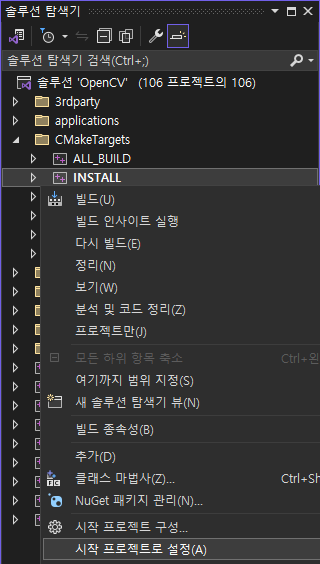 솔루션 탐색기
솔루션 탐색기 검색(Ctrl+;)
솔루션 'OpenCV' (106 프로젝트의 106)
3rdparty
applications
CMakeTargets
ALL_BUILD
INSTALL
빌드(U)
빌드 인사이트 실행
다시 빌드(E)
정리(N)
보기(W)
분석 및 코드 정리(Z)
프로젝트만(J)
모든 하위 항목 축소 Ctrl+왼
여기까지 범위 지정(S)
새 솔루션 탐색기 뷰(N)
빌드 종속성(B)
추가(D)
클래스 마법사(Z)... Ctrl+Sh
NuGet 패키지 관리(N)...
시작 프로젝트 구성...
시작 프로젝트로 설정(A)